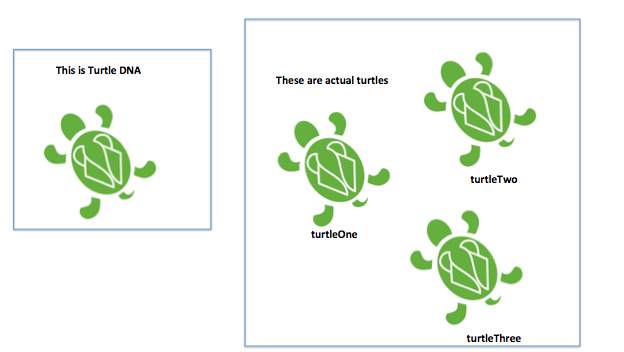 This is Turtle DNA
These are actual turtles
turtleOne
turtleTwo
turtleThree